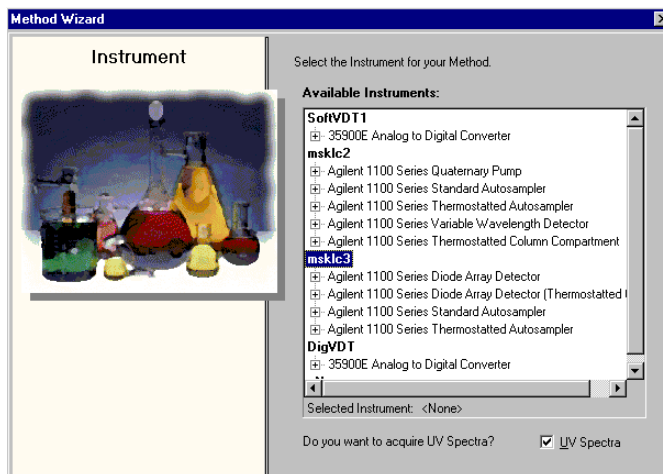 Method Wizard
Instrument
Select the Instrument for your Method.
Available Instruments:
SoftVDT1
35900E Analog to Digital Converter
msklc2
Agilent 1100 Series Quaternary Pump
Agilent 1100 Series Standard Autosampler
Agilent 1100 Series Thermostatted Autosampler
Agilent 1100 Series Variable Wavelength Detector
Agilent 1100 Series Thermostatted Column Compartment
msklc3
Agilent 1100 Series Diode Array Detector
Agilent 1100 Series Diode Array Detector (Thermostatted
Agilent 1100 Series Standard Autosampler
Agilent 1100 Series Thermostatted Autosampler
DigVDT
35900E Analog to Digital Converter
Selected Instrument: <None>
Do you want to acquire UV Spectra? UV Spectra